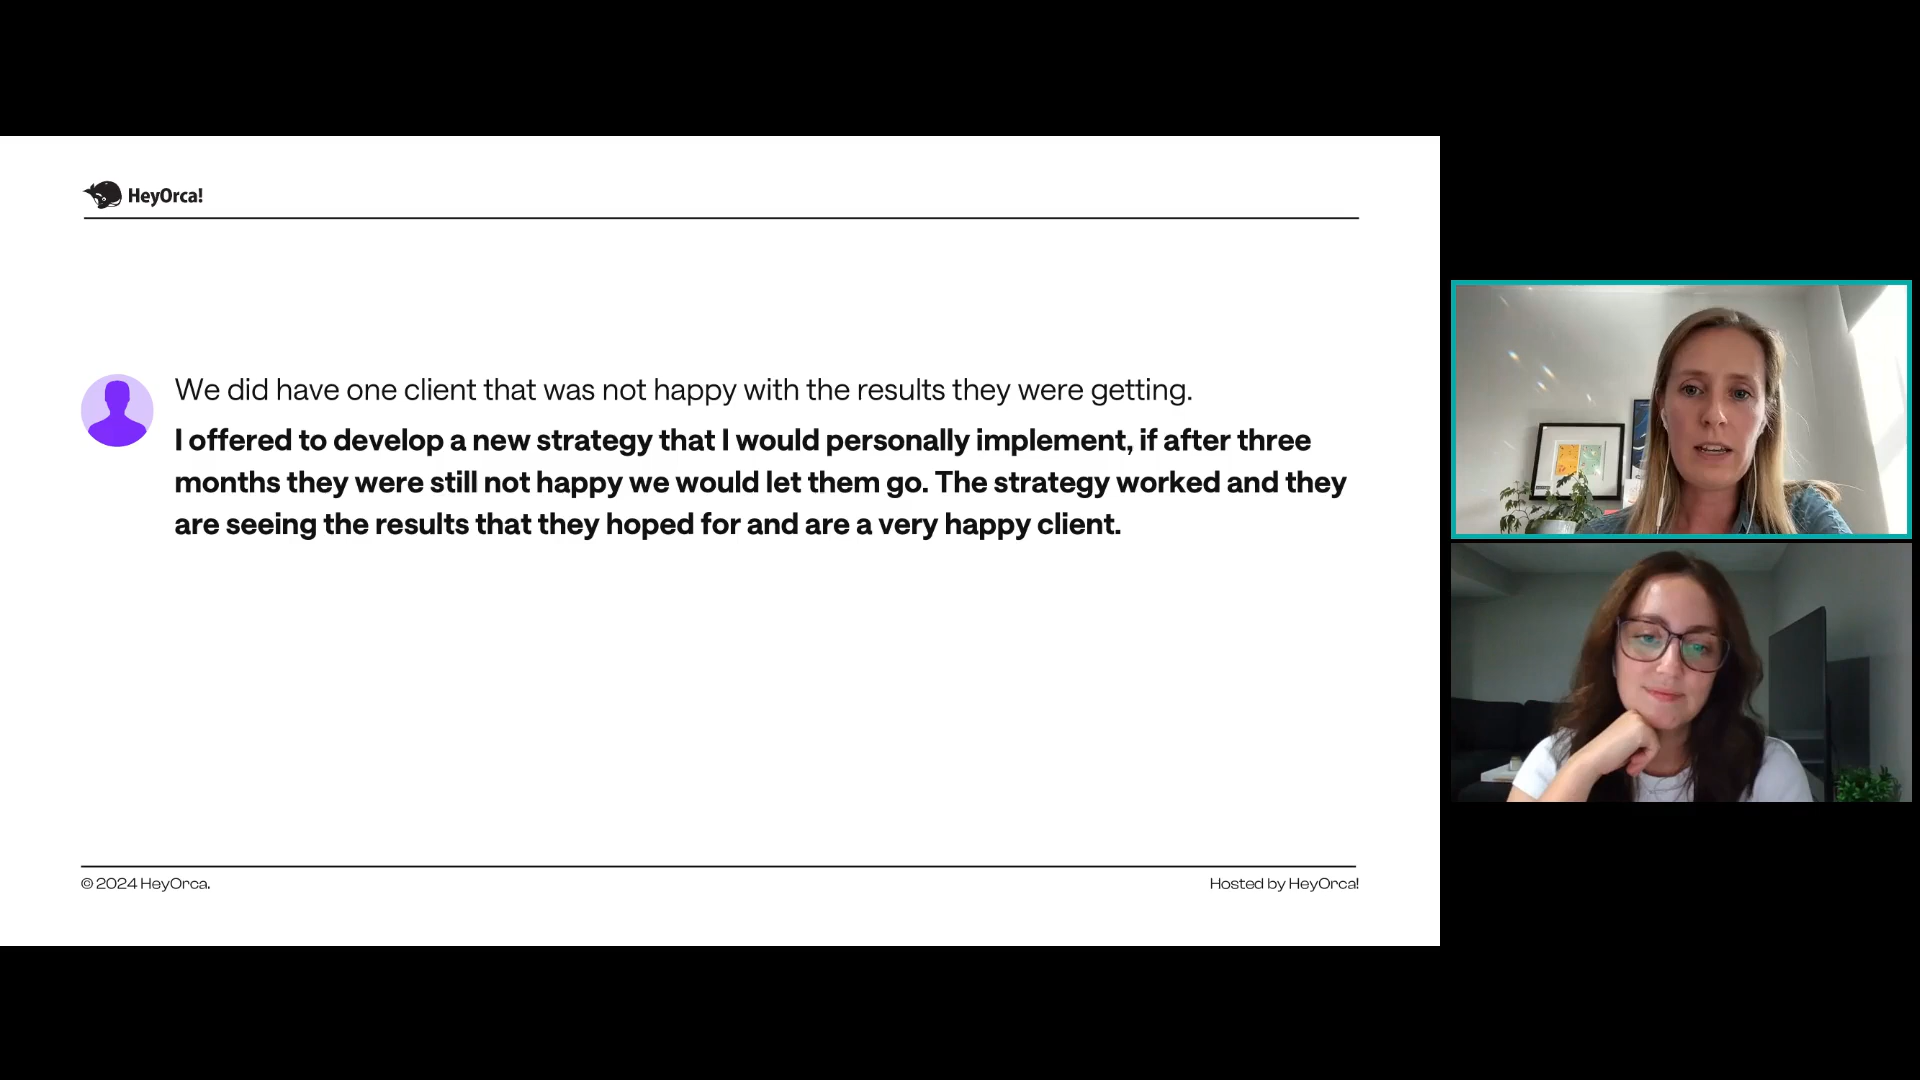 HeyOrca!
We did have one client that was not happy with the results they were getting.
I offered to develop a new strategy that I would personally implement, if after three
months they were still not happy we would let them go. The strategy worked and they
are seeing the results that they hoped for and are a very happy client.
© 2024 HeyOrca.
Hosted by HeyOrca!